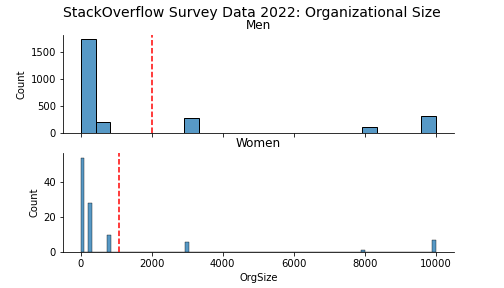 StackOverflow Survey Data 2022: Organizational Size
Men
1500
1000
500
0
Count
Women
40
20
0
Count
0 2000 4000 6000 8000 10000
OrgSize